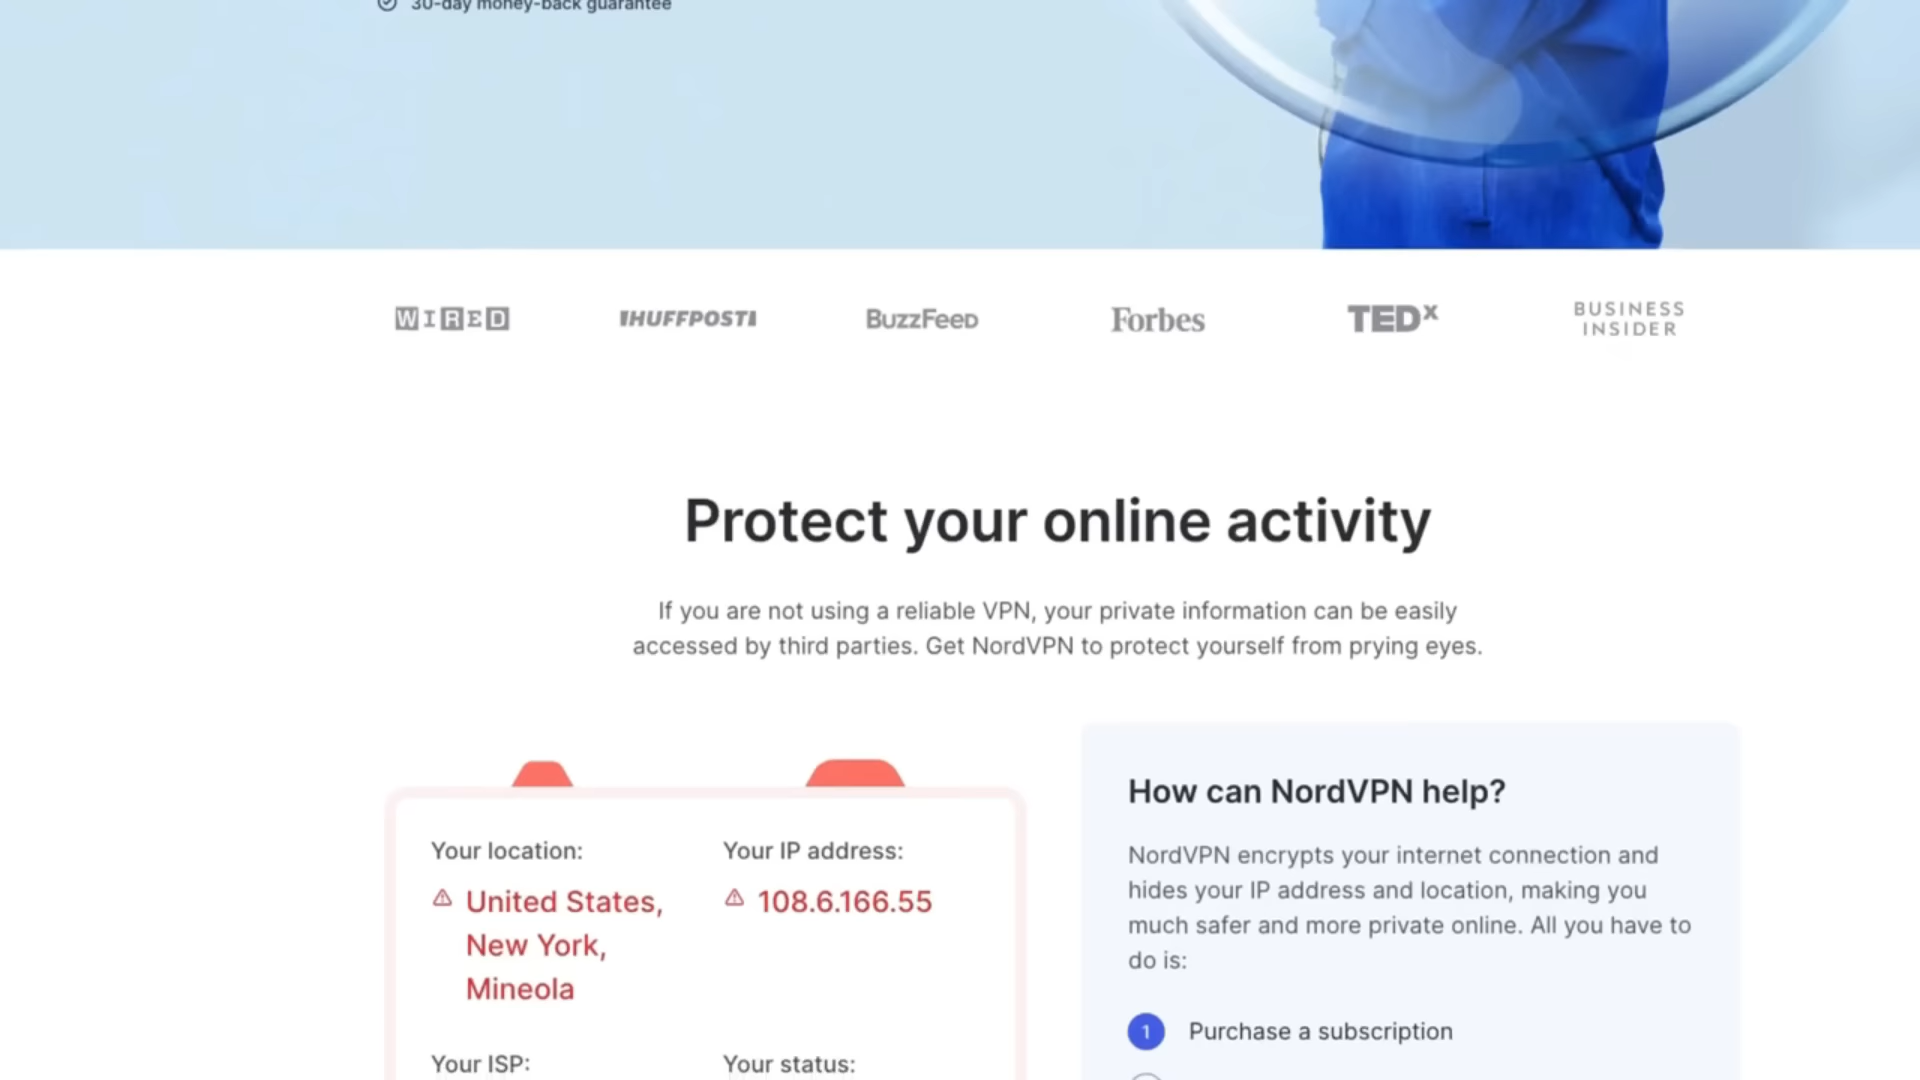 30-day money-back guarantee
WIRED
HUFFPOST
BuzzFeeD
Forbes
TEDx
BUSINESS
INSIDER
Protect your online activity
If you are not using a reliable VPN, your private information can be easily
accessed by third parties. Get NordVPN to protect yourself from prying eyes.
Your location:
United States,
New York,
Mineola
Your IP address:
108.6.166.55
Your ISP:
Your status:
How can NordVPN help?
NordVPN encrypts your internet connection and
hides your IP address and location, making you
much safer and more private online. All you have to
do is:
1 Purchase a subscription